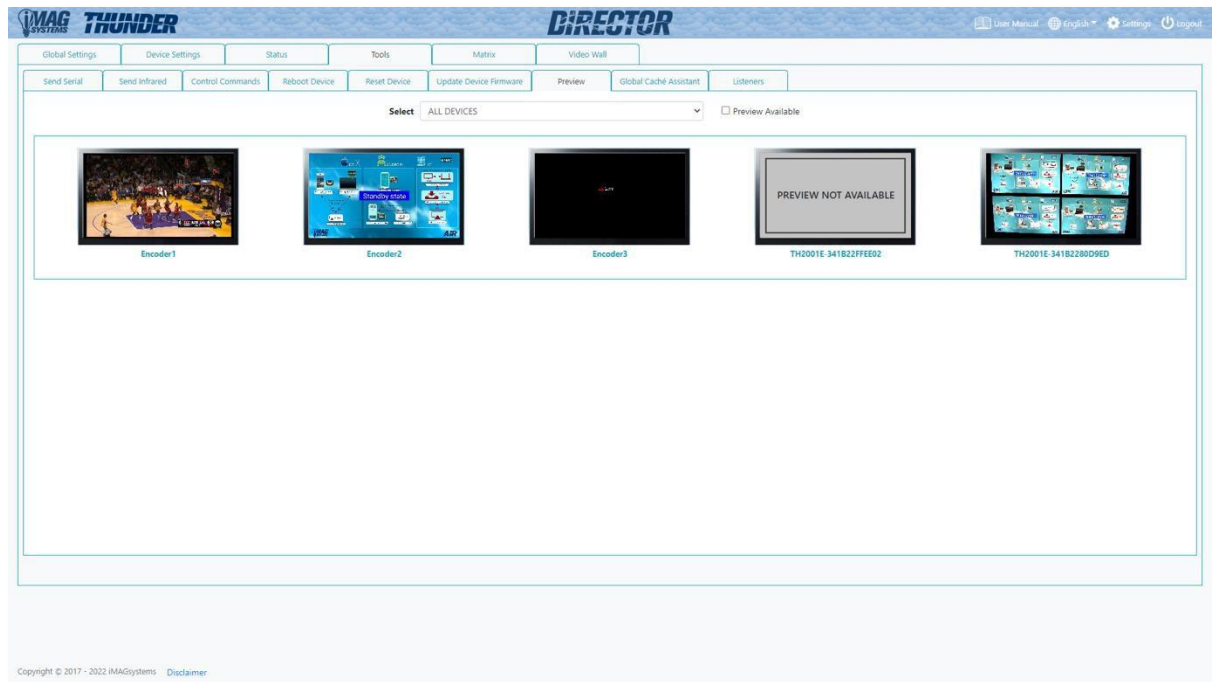 iMAG SYSTEMS THUNDER DiRECTOR User Manual English Settings Logout
Global Settings Device Settings Status Tools Matrix Video Wall
Send Serial Send Infrared Control Commands Reboot Device Reset Device Update Device Firmware Preview Global Caché Assistant Listeners
Select ALL DEVICES Preview Available
Standby state
PREVIEW NOT AVAILABLE
AIR
Encoder1 Encoder2 Encoder3 TH2001E-341B22FFEE02 TH2001E-341B2280D9ED
Copyright © 2017 - 2022 iMAGsystems Disclaimer